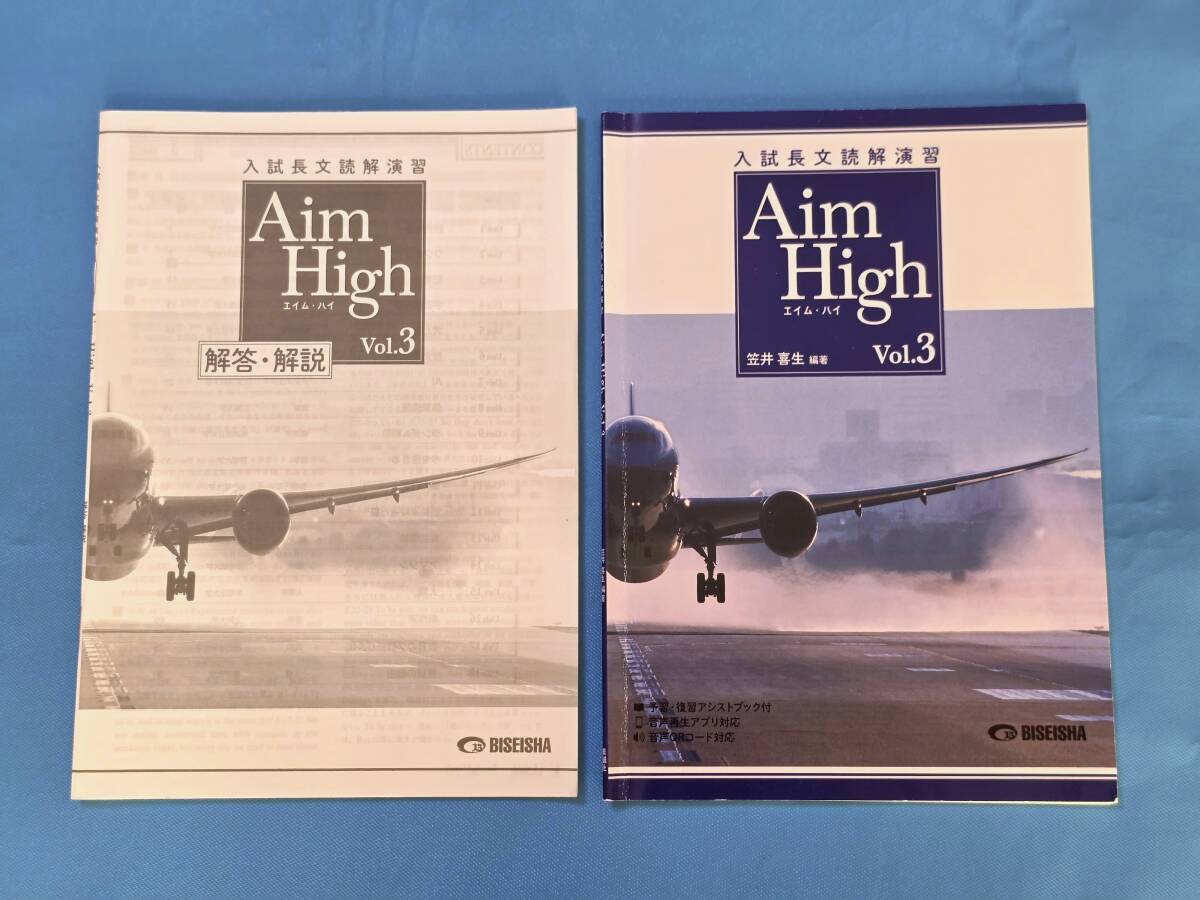 入試長文読解演習
Aim
High
エイム・ハイ
Vol.3
解答・解説
BISEISHA
入試長文読解演習
Aim
High
エイム・ハイ
笠井 喜生 編著
Vol.3
予習・復習アシストブック付
音声再生アプリ対応
音声QRコード対応
BISEISHA